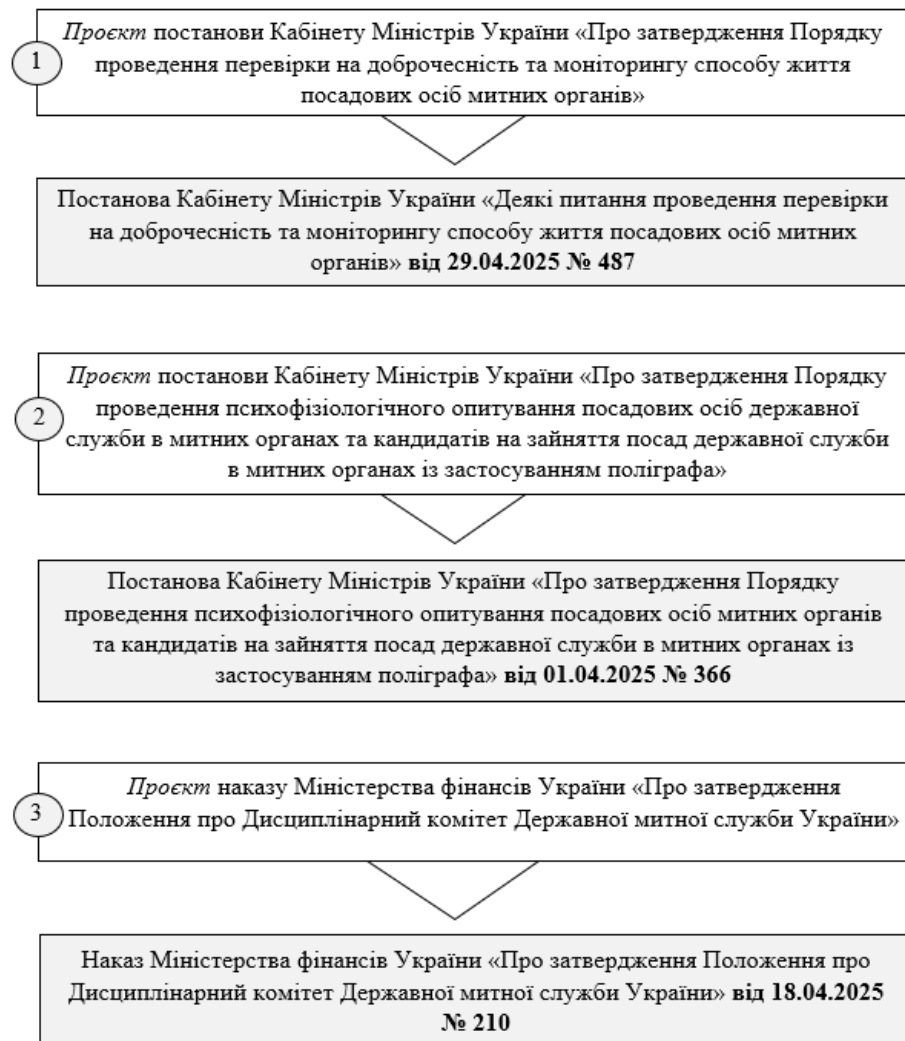 Проєкт постанови Кабінету Міністрів України «Про затвердження Порядку
1
проведення перевірки на доброчесність та моніторингу способу життя
посадових осіб митних органів»
Постанова Кабінету Міністрів України «Деякі питання проведення перевірки
на доброчесність та моніторингу способу життя посадових осіб митних
органів» від 29.04.2025 № 487
Проєкт постанови Кабінету Міністрів України «Про затвердження Порядку
проведення психофізіологічного опитування посадових осіб державної
2
служби в митних органах та кандидатів на зайняття посад державної служби
в митних органах із застосуванням поліграфа»
Постанова Кабінету Міністрів України «Про затвердження Порядку
проведення психофізіологічного опитування посадових осіб митних органів
та кандидатів на зайняття посад державної служби в митних органах із
застосуванням поліграфа» від 01.04.2025 № 366
Проєкт наказу Міністерства фінансів України «Про затвердження
3
Положення про Дисциплінарний комітет Державної митної служби України»
Наказ Міністерства фінансів України «Про затвердження Положення про
Дисциплінарний комітет Державної митної служби України» від 18.04.2025
№ 210